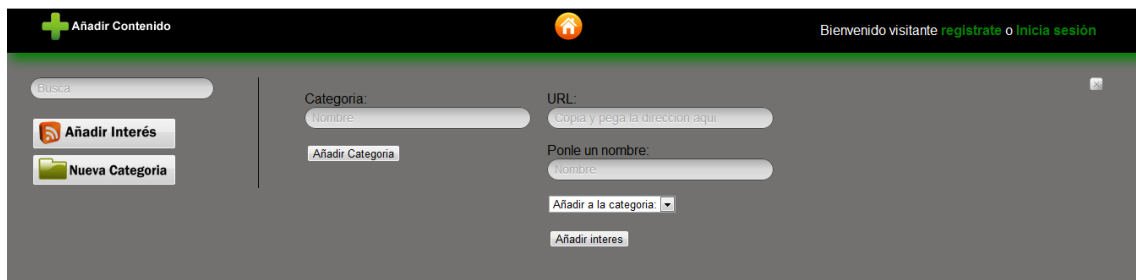 Añadir Contenido
Bienvenido visitante registrate o Inicia sesión
Busca
Añadir Interés
Nueva Categoria
Categoria:
Nombre
Añadir Categoria
URL:
Copia y pega la direccion aqui
Ponle un nombre:
Nombre
Añadir a la categoria:
Añadir interes